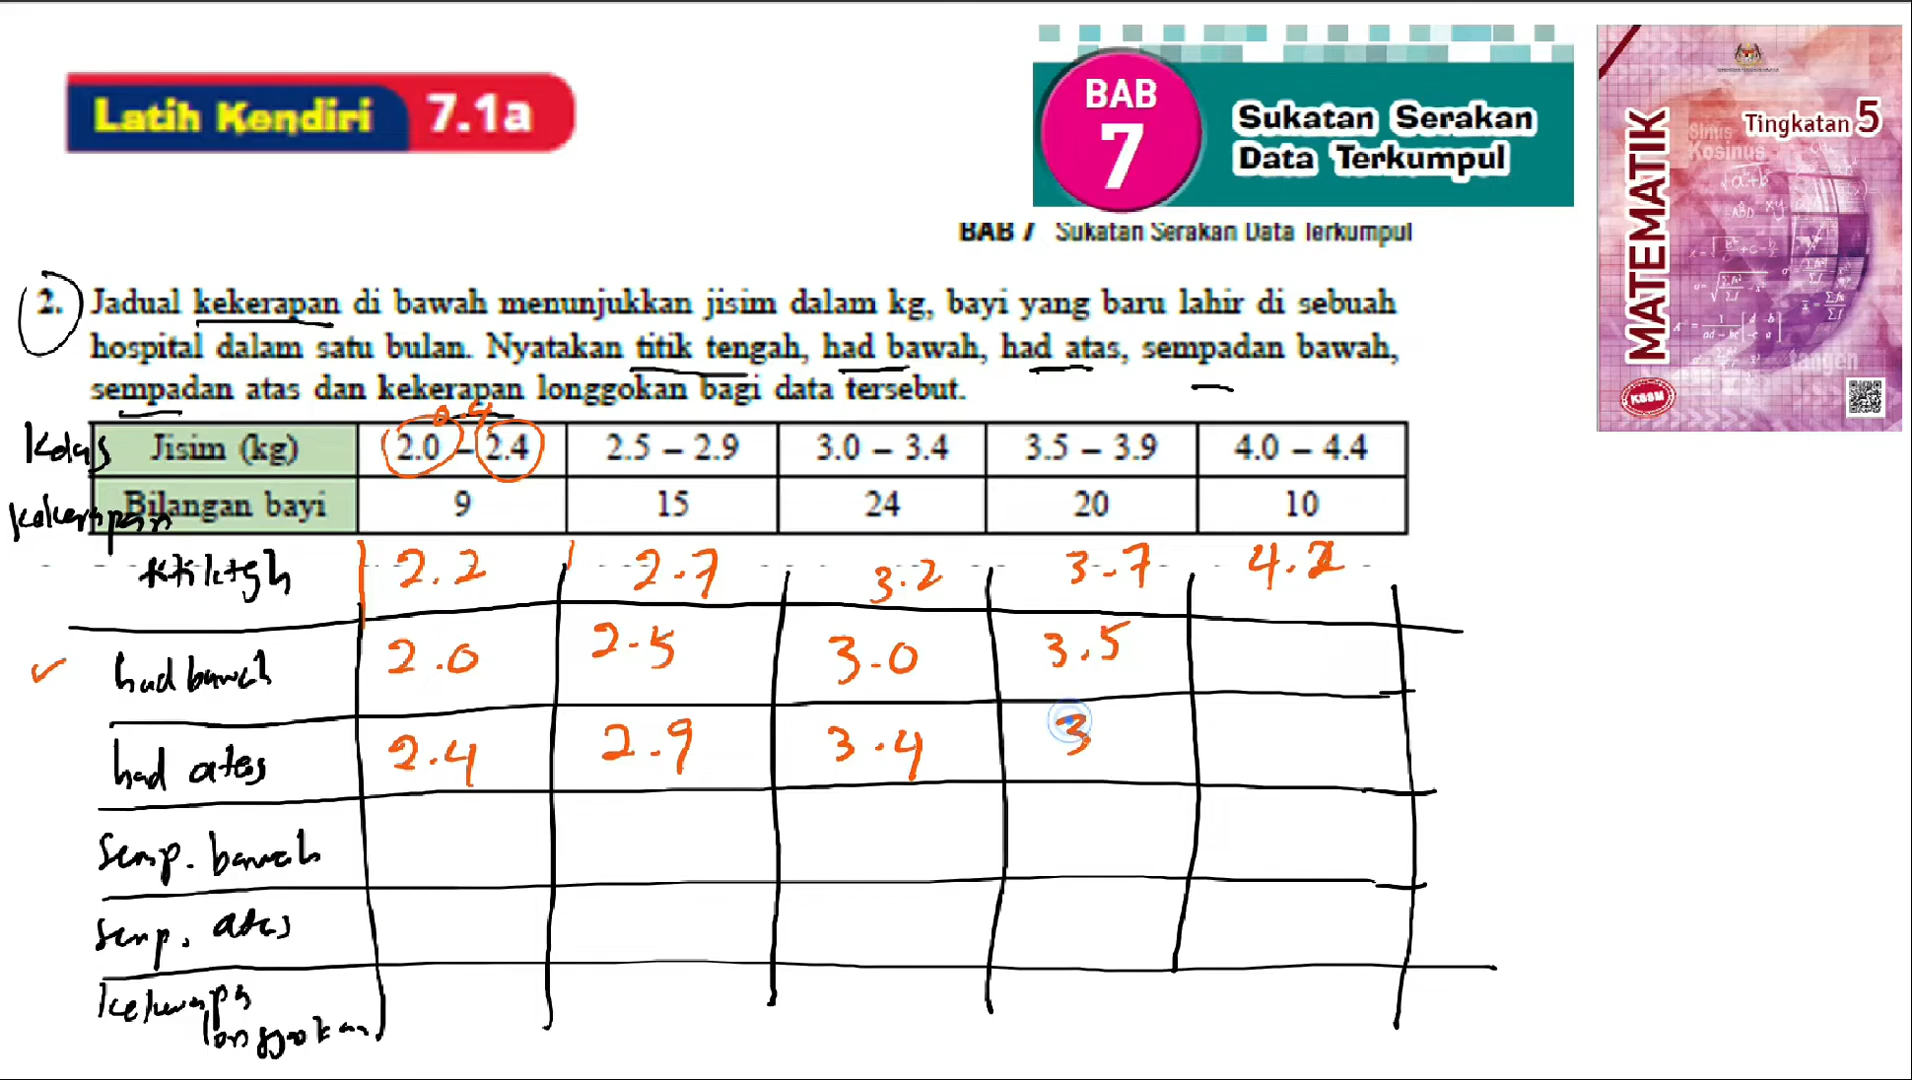 Latih Kendiri 7.1a
BAB
7
Sukatan Serakan
Data Terkumpul
MATEMATIK
Tingkatan 5
KSSM
BAB 7 Sukatan Serakan Data Terkumpul
2. Jadual kekerapan di bawah menunjukkan jisim dalam kg, bayi yang baru lahir di sebuah
hospital dalam satu bulan. Nyatakan titik tengah, had bawah, had atas, sempadan bawah,
sempadan atas dan kekerapan longgokan bagi data tersebut.
0.4
Kelas Jisim (kg) 2.0 – 2.4 2.5 – 2.9 3.0 – 3.4 3.5 – 3.9 4.0 – 4.4
Kekerapan Bilangan bayi 9 15 24 20 10
2.2 2.7 3.2 3.7 4.2
had bawah 2.0 2.5 3.0 3.5
had atas 2.4 2.9 3.4 3
Semp. bawah
Semp. atas
longgokan